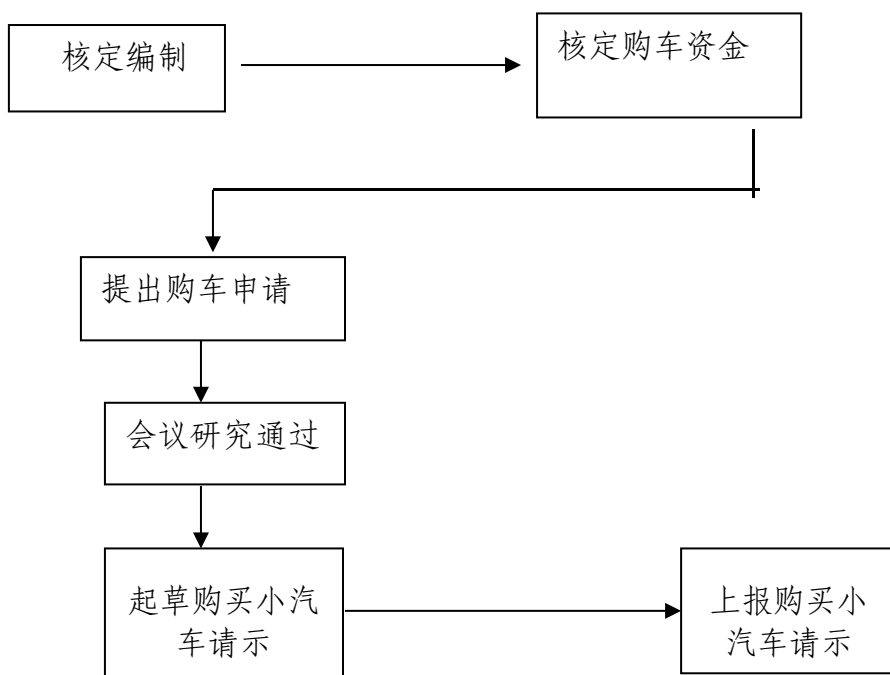 核定编制
核定购车资金
提出购车申请
会议研究通过
起草购买小汽
车请示
上报购买小
汽车请示